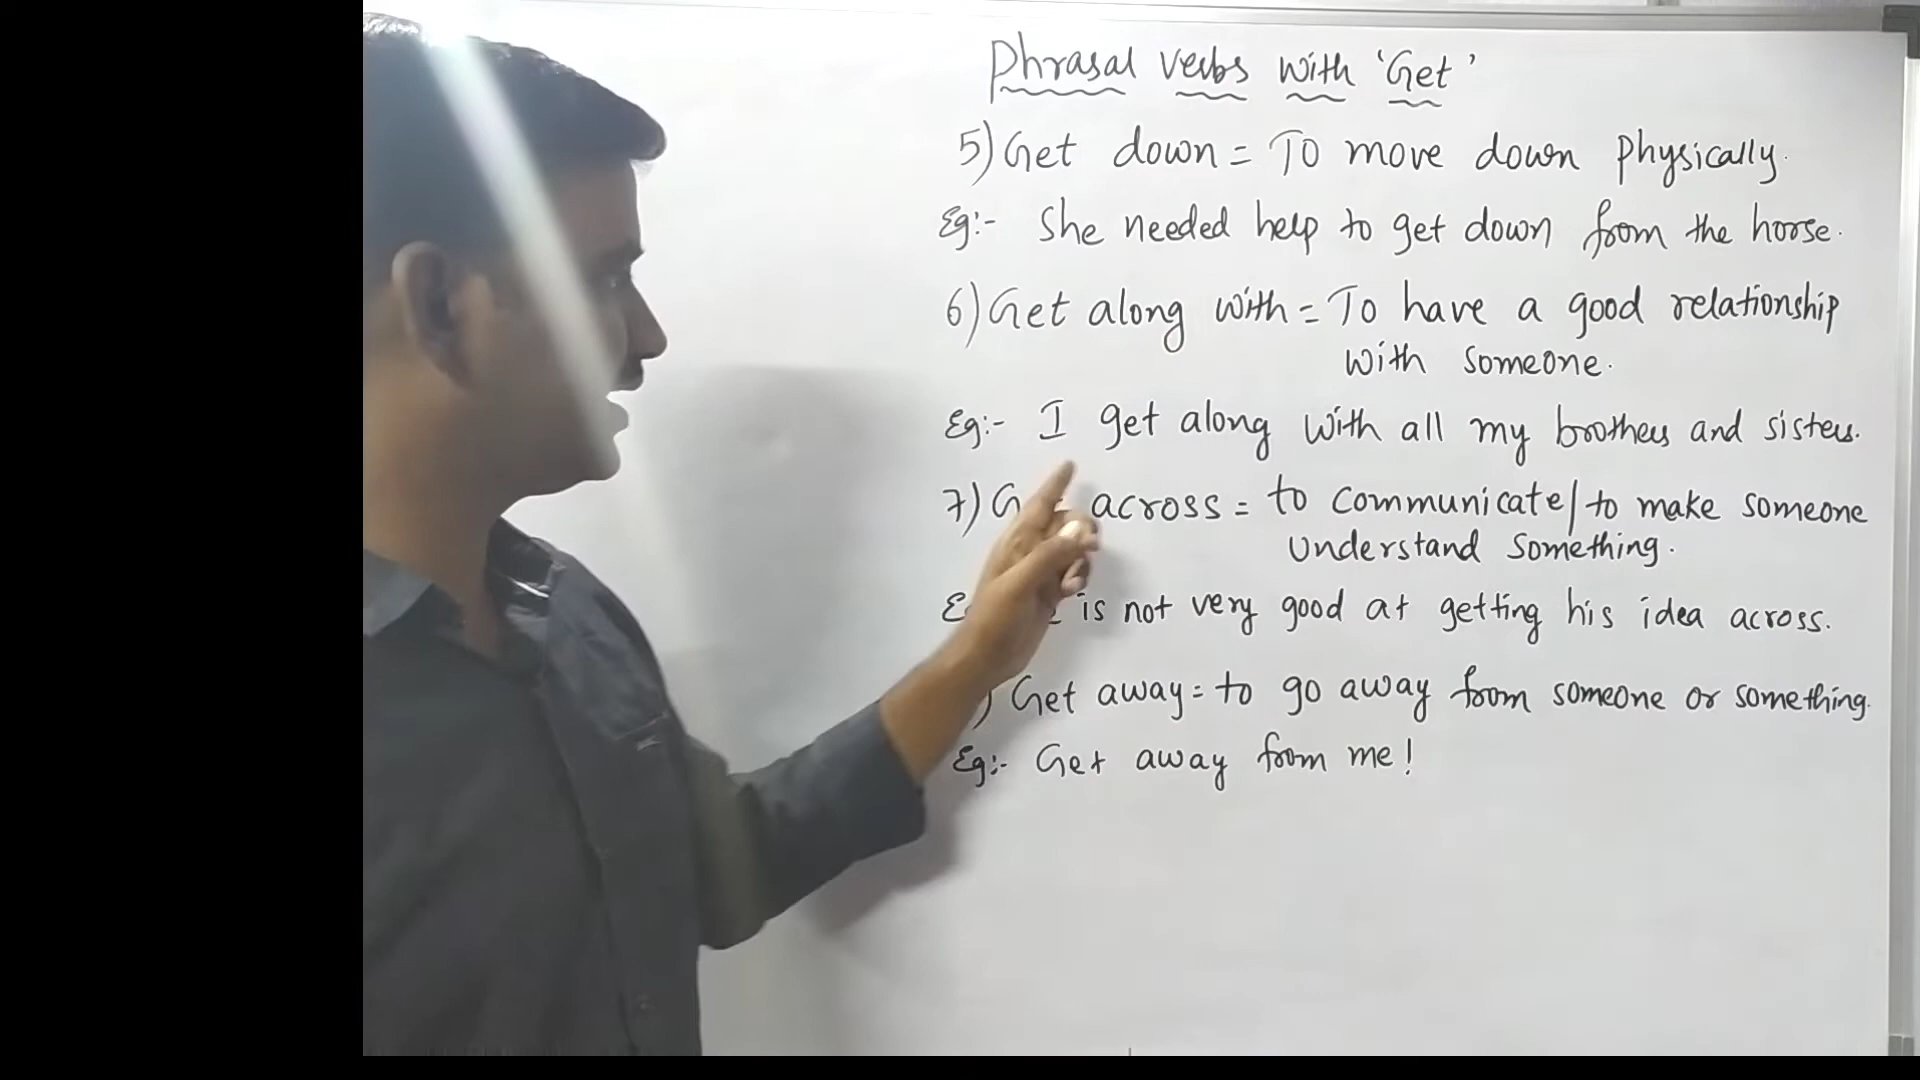 Phrasal verbs with 'Get'
5) Get down = To move down physically.
Eg:- She needed help to get down from the horse.
6) Get along with = To have a good relationship
with someone.
Eg:- I get along with all my brothers and sisters.
7) across = to communicate/to make someone
understand something.
is not very good at getting his idea across.
) Get away = to go away from someone or something.
Eg:- Get away from me!